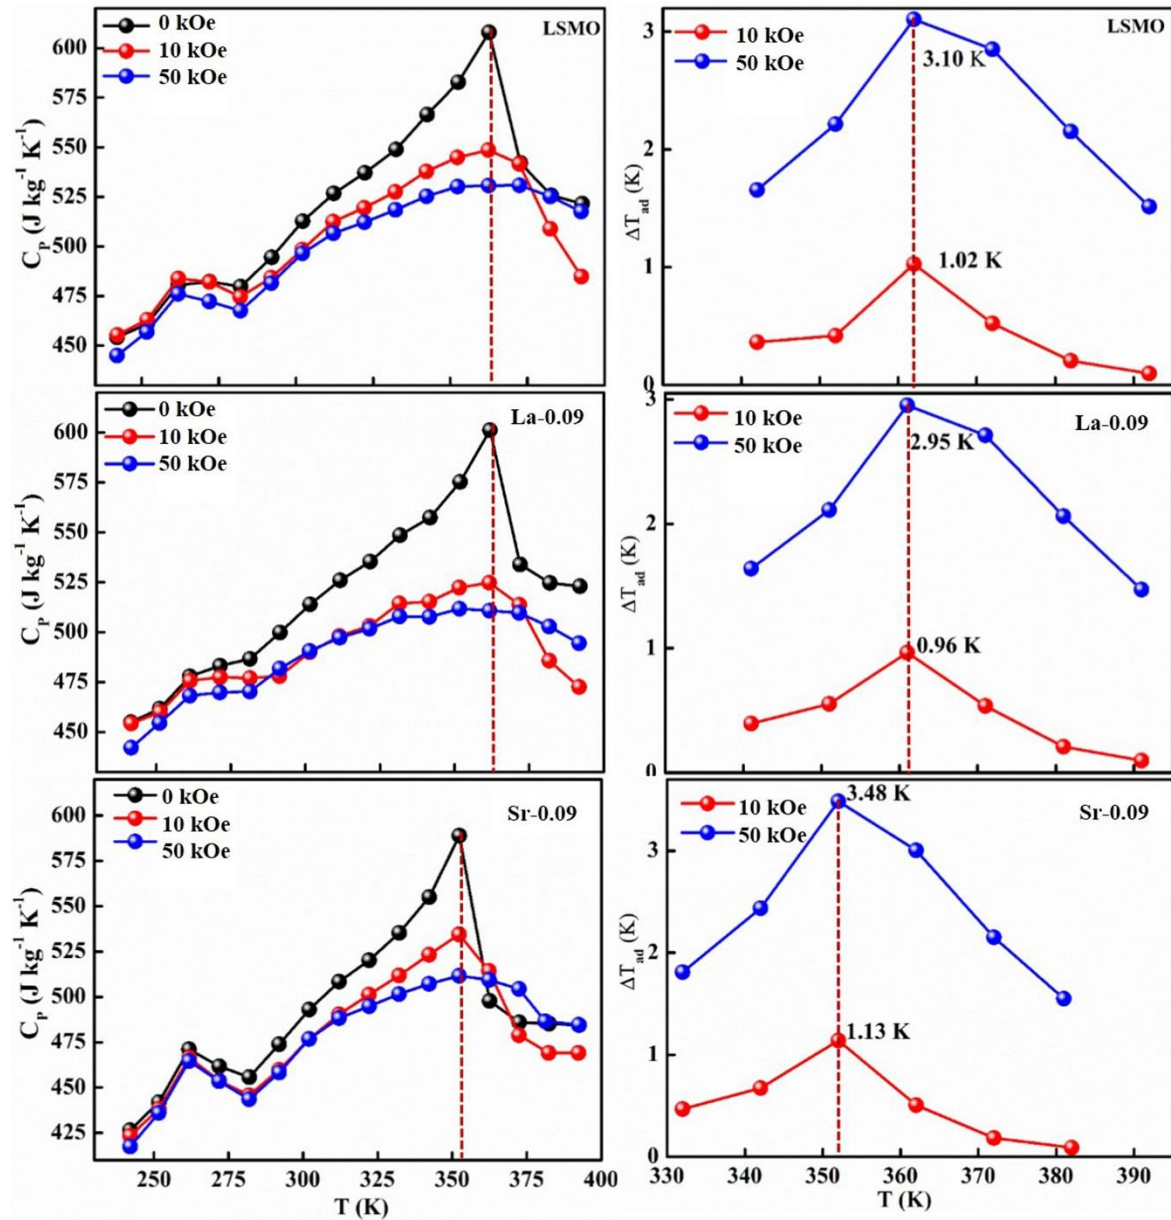 0 kOe
10 kOe
50 kOe
LSMO
600
575
550
525
500
475
450
C_P (J kg^-1 K^-1)
10 kOe
50 kOe
LSMO
3.10 K
1.02 K
3
2
1
0
ΔT_ad (K)
0 kOe
10 kOe
50 kOe
La-0.09
600
575
550
525
500
475
450
C_P (J kg^-1 K^-1)
10 kOe
50 kOe
La-0.09
2.95 K
0.96 K
3
2
1
0
ΔT_ad (K)
0 kOe
10 kOe
50 kOe
Sr-0.09
600
575
550
525
500
475
450
425
C_P (J kg^-1 K^-1)
250 275 300 325 350 375 400
T (K)
10 kOe
50 kOe
3.48 K
Sr-0.09
1.13 K
3
2
1
0
ΔT_ad (K)
330 340 350 360 370 380 390
T (K)